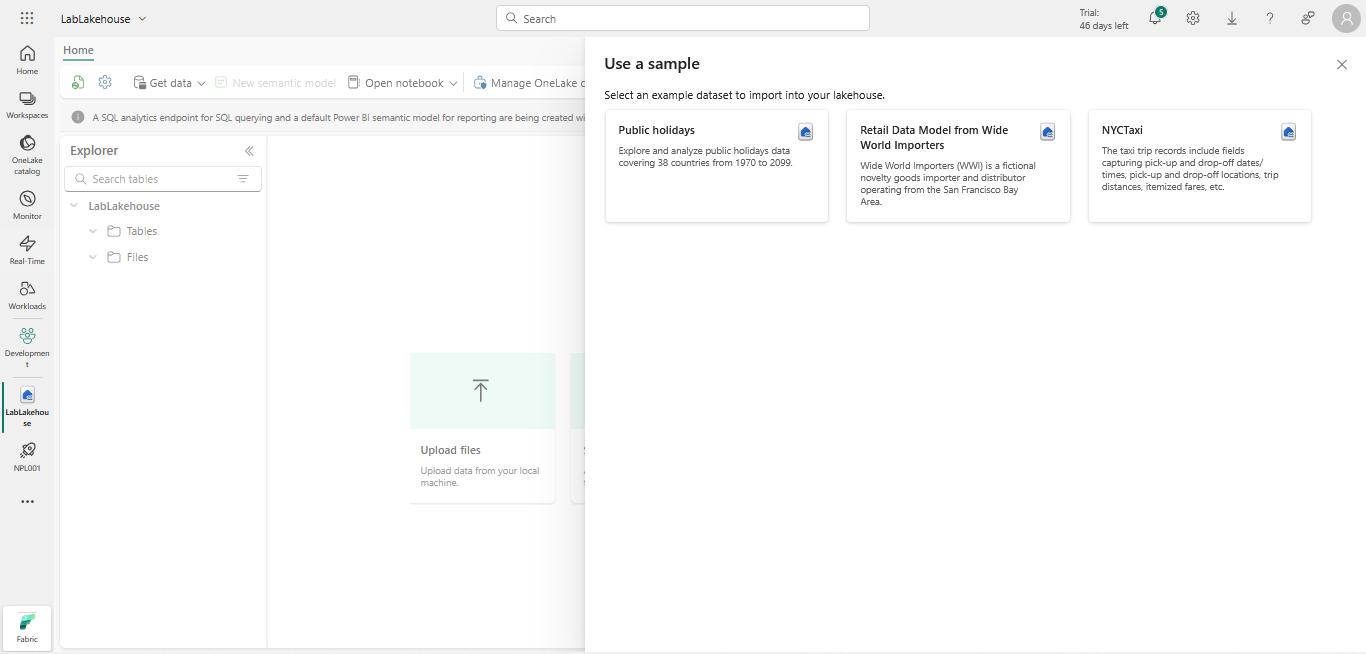 LabLakehouse
Search
Trial:
46 days left
5
Home
Workspaces
OneLake
catalog
Monitor
Real-Time
Workloads
Developmen
t
LabLakehou
se
NPL001
Fabric
Home
Get data
New semantic model
Open notebook
Manage OneLake
A SQL analytics endpoint for SQL querying and a default Power BI semantic model for reporting are being created
Explorer
Search tables
LabLakehouse
Tables
Files
Upload files
Upload data from your local
machine.
Use a sample
Select an example dataset to import into your lakehouse.
Public holidays
Explore and analyze public holidays data
covering 38 countries from 1970 to 2099.
Retail Data Model from Wide
World Importers
Wide World Importers (WWI) is a fictional
novelty goods importer and distributor
operating from the San Francisco Bay
Area.
NYCTaxi
The taxi trip records include fields
capturing pick-up and drop-off dates/
times, pick-up and drop-off locations, trip
distances, itemized fares, etc.